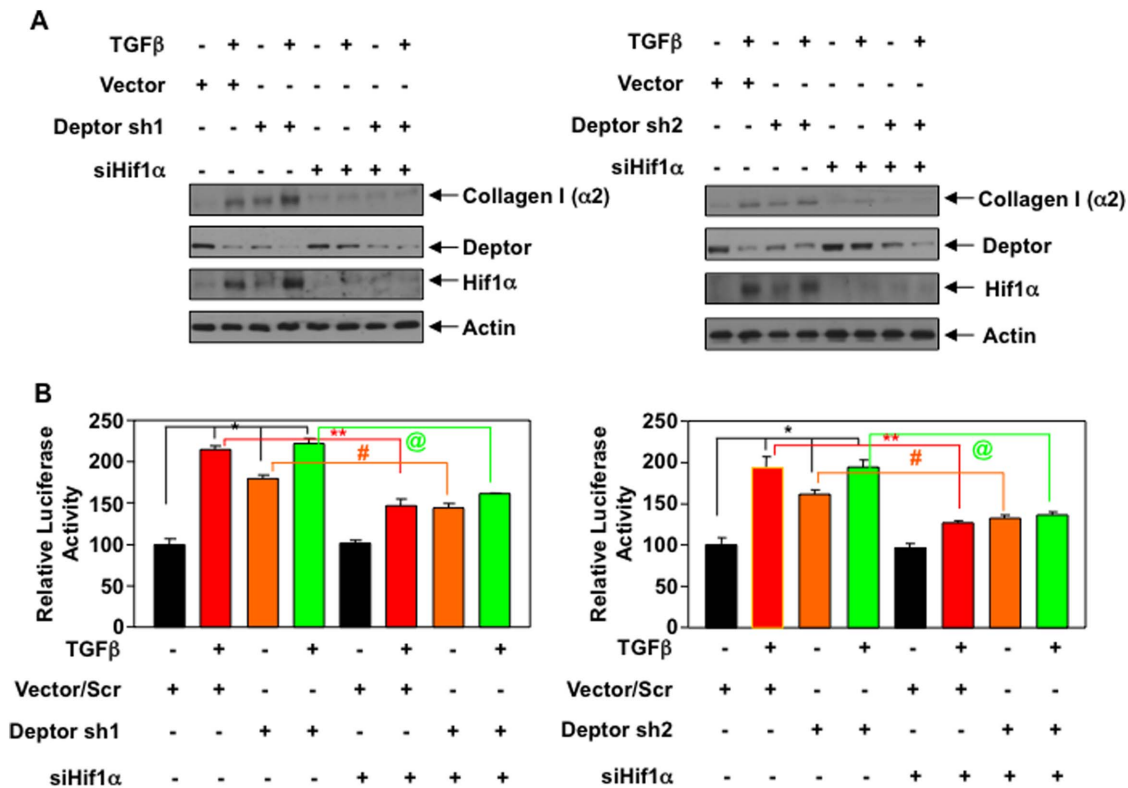 A
TGFβ - + - + - + - +
Vector + + - - - - - -
Deptor sh1 - - + + - - + +
siHif1α - - - - + + + +
Collagen I (α2)
Deptor
Hif1α
Actin
TGFβ - + - + - + - +
Vector + + - - - - - -
Deptor sh2 - - + + - - + +
siHif1α - - - - + + + +
Collagen I (α2)
Deptor
Hif1α
Actin
B
Relative Luciferase
Activity
250
200
150
100
50
0
* ** # @
TGFβ - + - + - + - +
Vector/Scr + + - - + + - -
Deptor sh1 - - + + - - + +
siHif1α - - - - + + + +
Relative Luciferase
Activity
250
200
150
100
50
0
* ** # @
TGFβ - + - + - + - +
Vector/Scr + + - - + + - -
Deptor sh2 - - + + - - + +
siHif1α - - - - + + + +